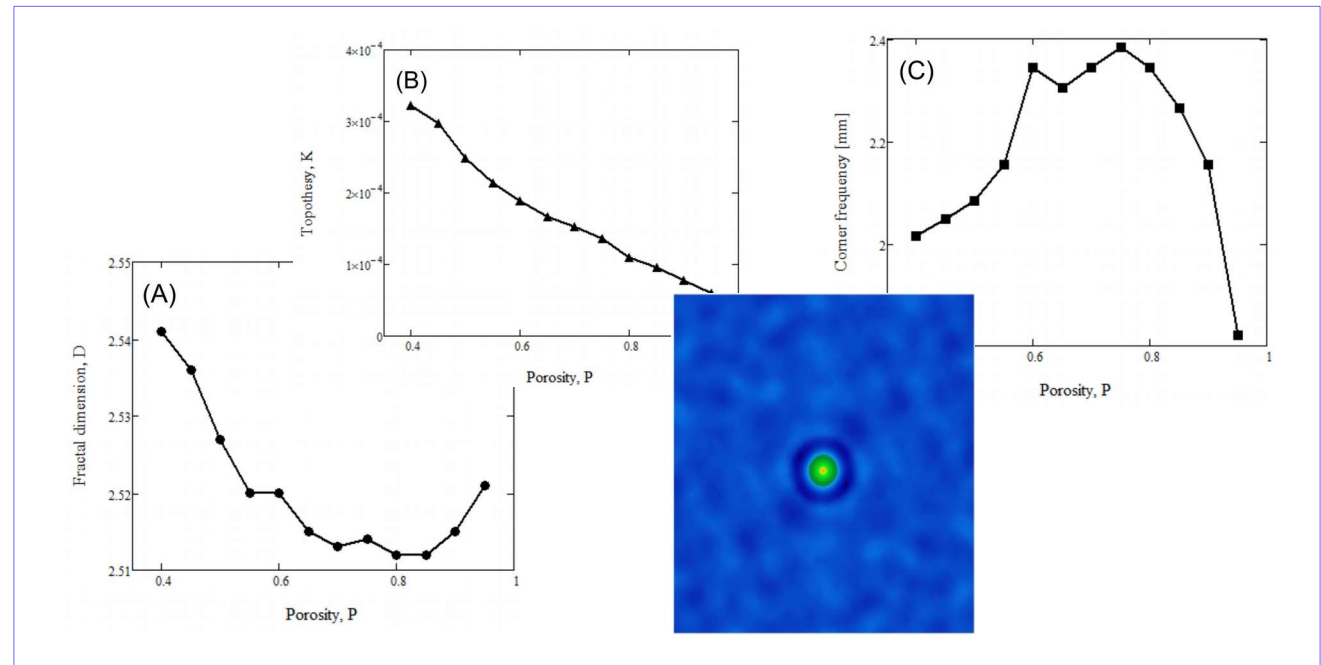 (A)
2.55
2.54
2.53
2.52
2.51
Fractal dimension, D
0.4 0.6 0.8 1
Porosity, P
(B)
4×10⁻⁴
3×10⁻⁴
2×10⁻⁴
1×10⁻⁴
0
Topothesy, K
0.4 0.6 0.8
Porosity, P
(C)
2.4
2.2
2
Corner frequency [mm]
0.6 0.8 1
Porosity, P